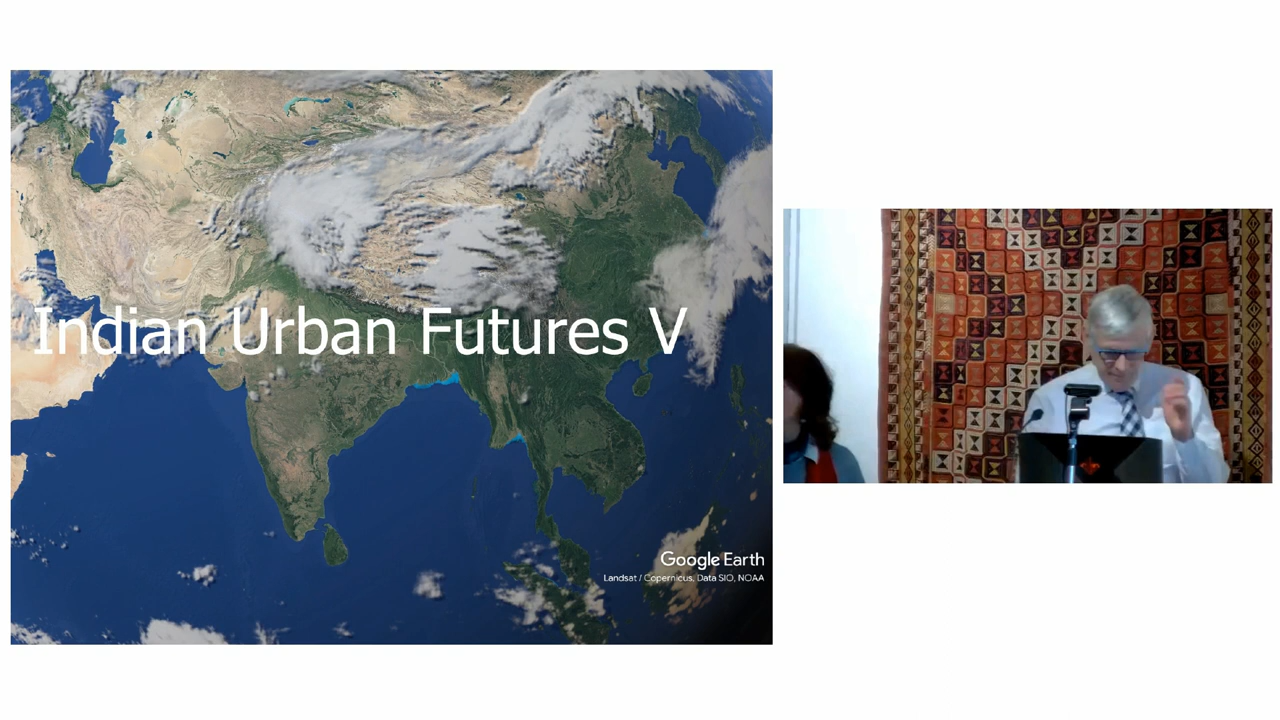 Indian Urban Futures V
Google Earth
Landsat / Copernicus, Data SIO, NOAA